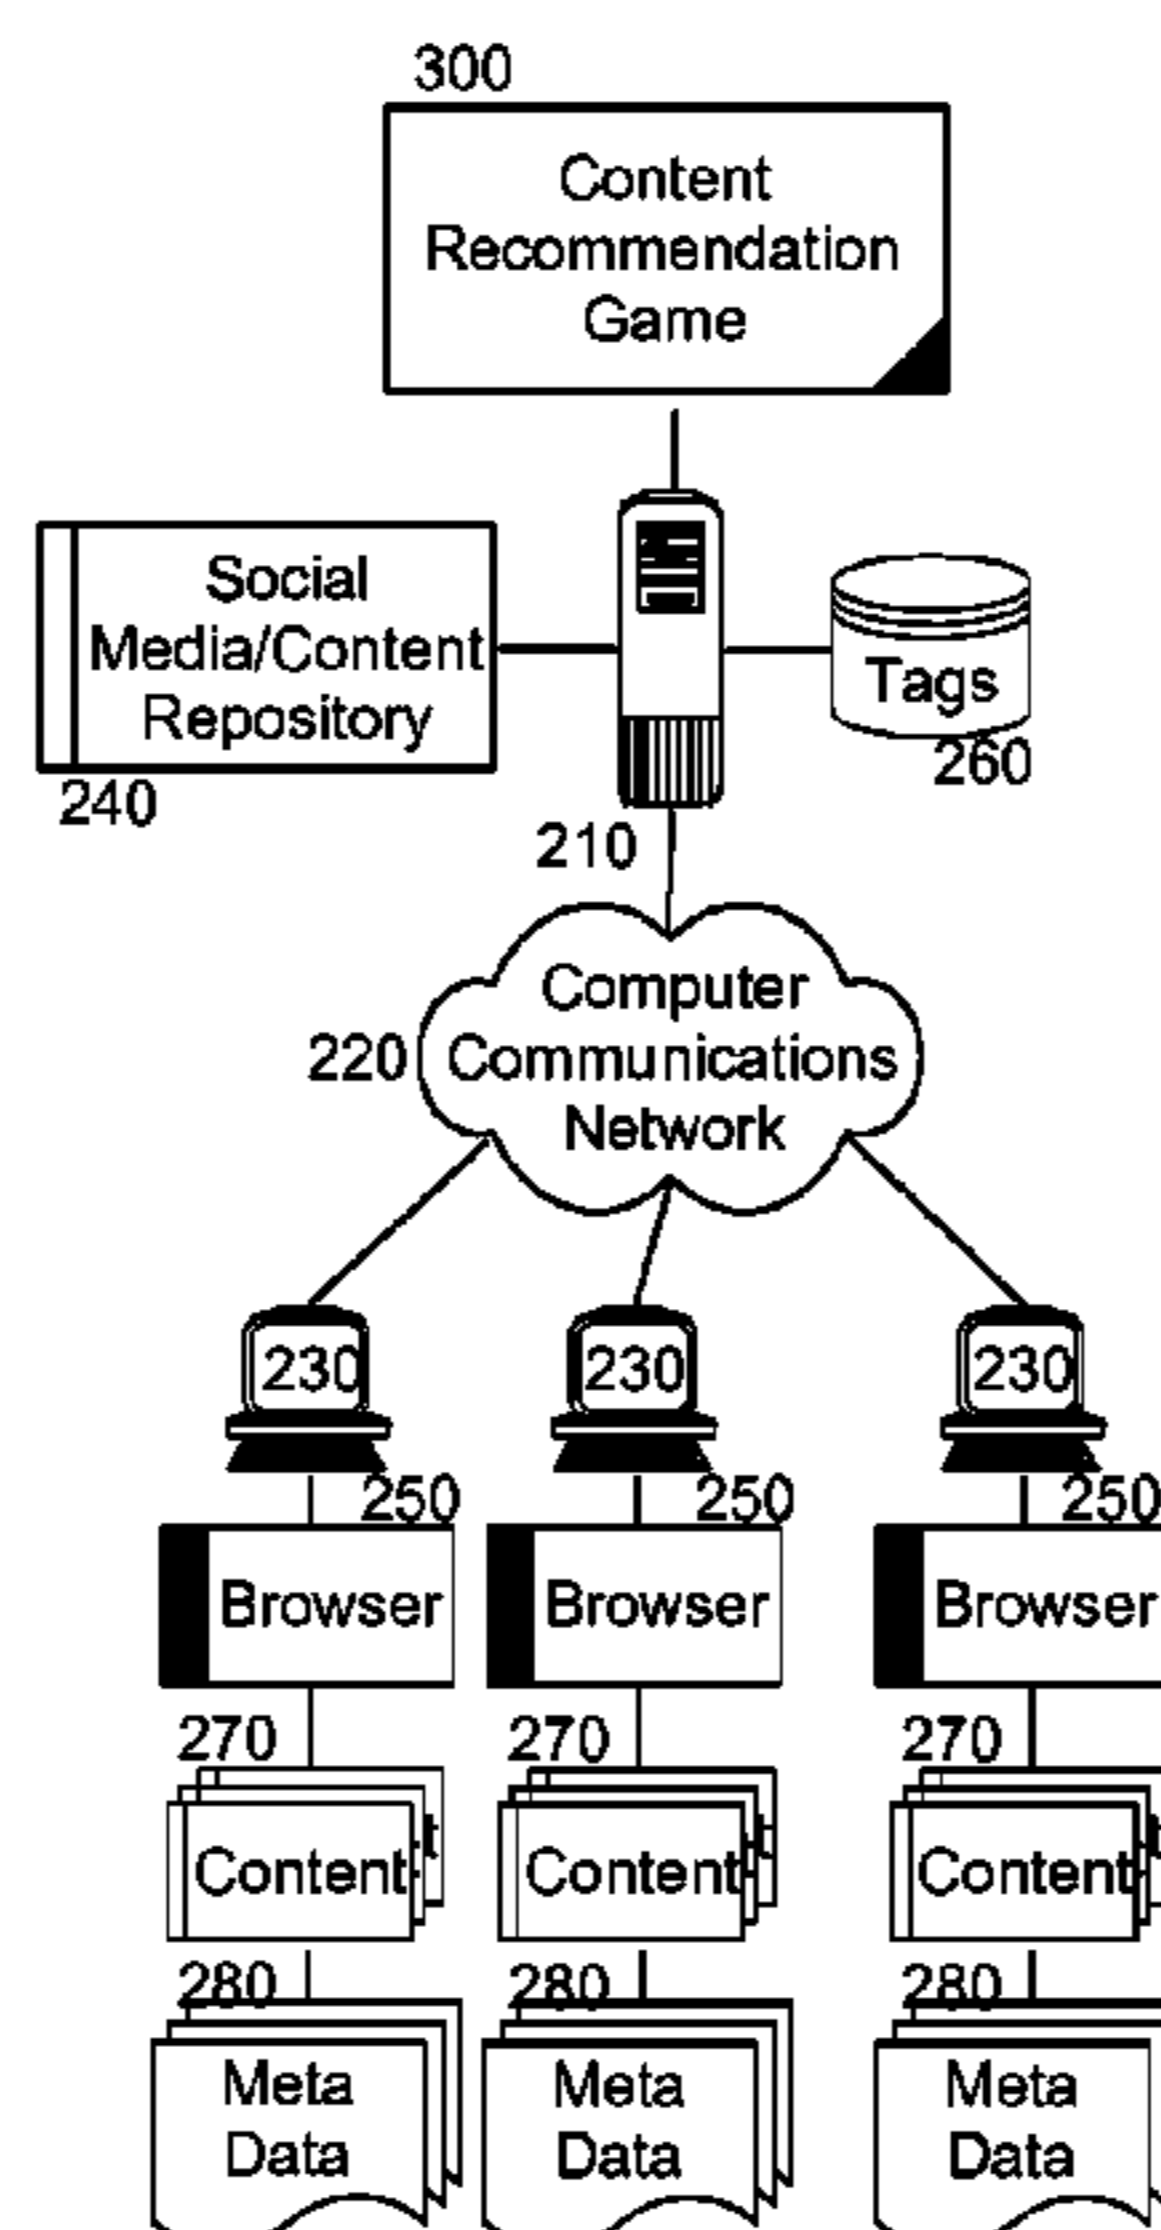 300
Content
Recommendation
Game
Social
Media/Content
Repository
240
Tags
260
210
Computer
220 Communications
Network
230 230 230
250 250 250
Browser Browser Browser
270 270 270
Content Content Content
280 280 280
Meta Meta Meta
Data Data Data